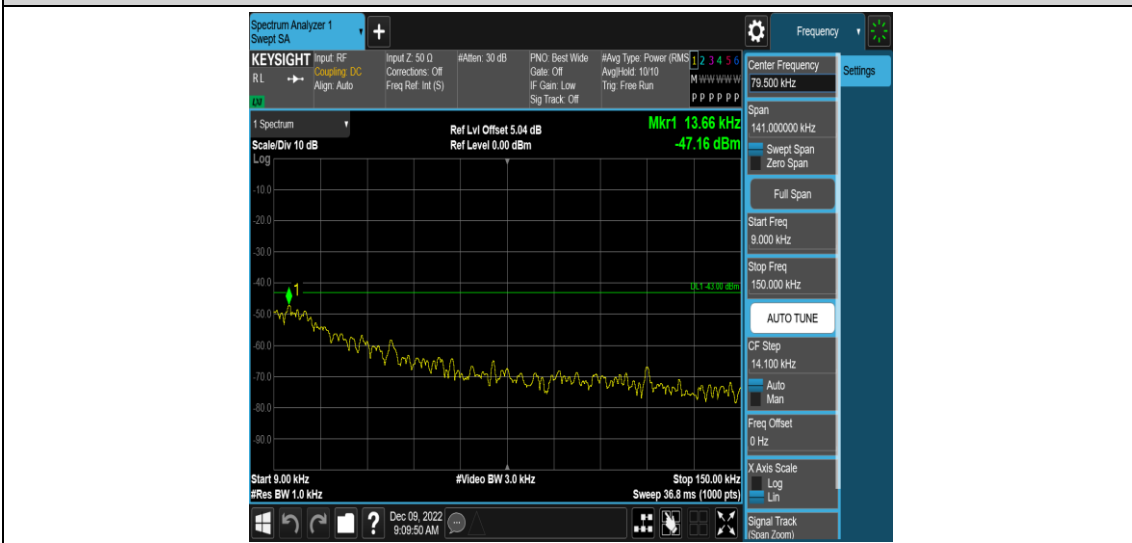 Spectrum Analyzer 1
Swept SA
+
Frequency
KEYSIGHT
RL
LXI
Input: RF
Coupling: DC
Align: Auto
Input Z: 50 Ω
Corrections: Off
Freq Ref: Int (S)
#Atten: 30 dB
PNO: Best Wide
Gate: Off
IF Gain: Low
Sig Track: Off
#Avg Type: Power (RMS
Avg|Hold: 10/10
Trig: Free Run
1 2 3 4 5 6
M W W W W W
P P P P P P
1 Spectrum
Scale/Div 10 dB
Log
Ref Lvl Offset 5.04 dB
Ref Level 0.00 dBm
Mkr1 13.66 kHz
-47.16 dBm
-10.0
-20.0
-30.0
-40.0
-50.0
-60.0
-70.0
-80.0
-90.0
1
DL1 -43.00 dBm
Start 9.00 kHz
#Res BW 1.0 kHz
#Video BW 3.0 kHz
Stop 150.00 kHz
Sweep 36.8 ms (1000 pts)
?
Dec 09, 2022
9:09:50 AM
Center Frequency
79.500 kHz
Settings
Span
141.000000 kHz
Swept Span
Zero Span
Full Span
Start Freq
9.000 kHz
Stop Freq
150.000 kHz
AUTO TUNE
CF Step
14.100 kHz
Auto
Man
Freq Offset
0 Hz
X Axis Scale
Log
Lin
Signal Track
(Span Zoom)